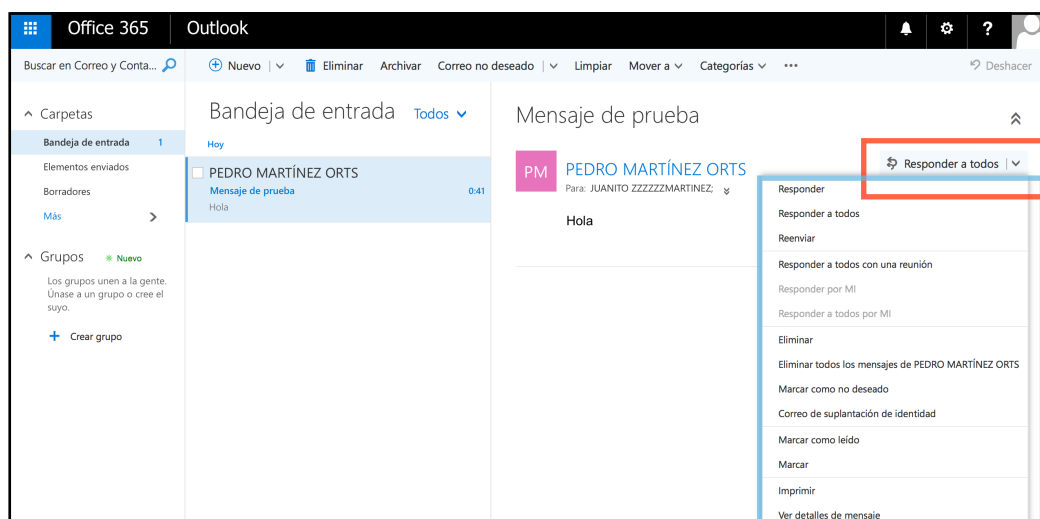 Office 365
Outlook
?
Buscar en Correo y Conta...
Nuevo
Eliminar
Archivar
Correo no deseado
Limpiar
Mover a
Categorías
...
Deshacer
Carpetas
Bandeja de entrada 1
Elementos enviados
Borradores
Más
Grupos
Nuevo
Los grupos unen a la gente.
Únase a un grupo o cree el
suyo.
Crear grupo
Bandeja de entrada
Todos
Hoy
PEDRO MARTÍNEZ ORTS
Mensaje de prueba 0:41
Hola
Mensaje de prueba
PM
PEDRO MARTÍNEZ ORTS
Para: JUANITO ZZZZZZMARTINEZ;
Hola
Responder a todos
Responder
Responder a todos
Reenviar
Responder a todos con una reunión
Responder por MI
Responder a todos por MI
Eliminar
Eliminar todos los mensajes de PEDRO MARTÍNEZ ORTS
Marcar como no deseado
Correo de suplantación de identidad
Marcar como leído
Marcar
Imprimir
Ver detalles de mensaje